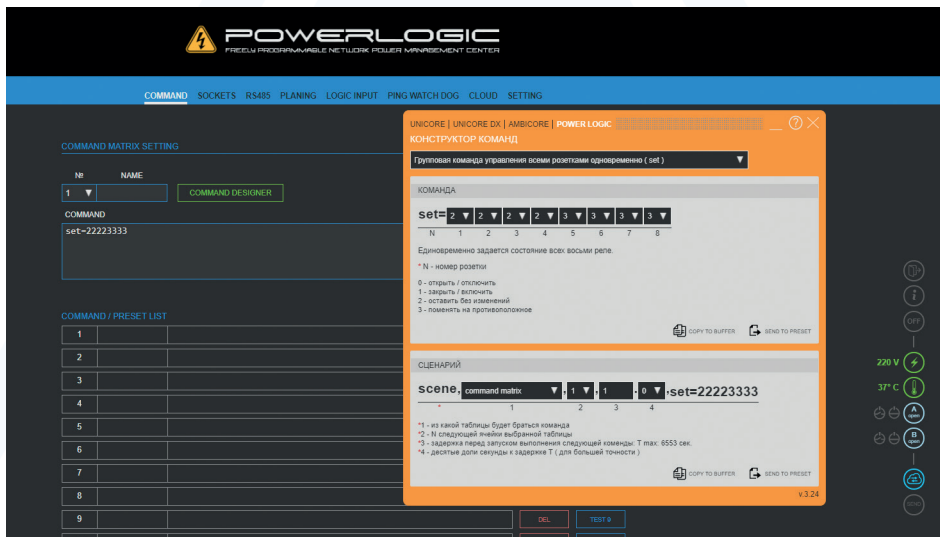 POWERLOGIC
FREELY PROGRAMMABLE NETWORK POWER MANAGEMENT CENTER
COMMAND SOCKETS RS485 PLANING LOGIC INPUT PING WATCH DOG CLOUD SETTING
UNICORE | UNICORE DX | AMBICORE | POWER LOGIC
КОНСТРУКТОР КОМАНД
Групповая команда управления всеми розетками одновременно ( set )
КОМАНДА
set= 2 2 2 2 3 3 3 3
N 1 2 3 4 5 6 7 8
Единовременно задается состояние всех восьми реле.
* N - номер розетки
0 - открыть / отключить
1 - закрыть / включить
2 - оставить без изменений
3 - поменять на противоположное
COPY TO BUFFER SEND TO PRESET
СЦЕНАРИЙ
scene, command matrix , 1 , 1 . 0 ,set=22223333
* 1 2 3 4
*1 - из какой таблицы будет браться команда
*2 - N следующей ячейки выбранной таблицы
*3 - задержка перед запуском выполнения следующей команды: T max: 6553 сек.
*4 - десятые доли секунды к задержке T ( для большей точности )
COPY TO BUFFER SEND TO PRESET
v.3.24
COMMAND MATRIX SETTING
№ NAME
1 COMMAND DESIGNER
COMMAND
set=22223333
COMMAND / PRESET LIST
1
2
3
4
5
6
7
8
9 DEL TEST 9
OFF
220 V
37° C
A open
B open
SEND